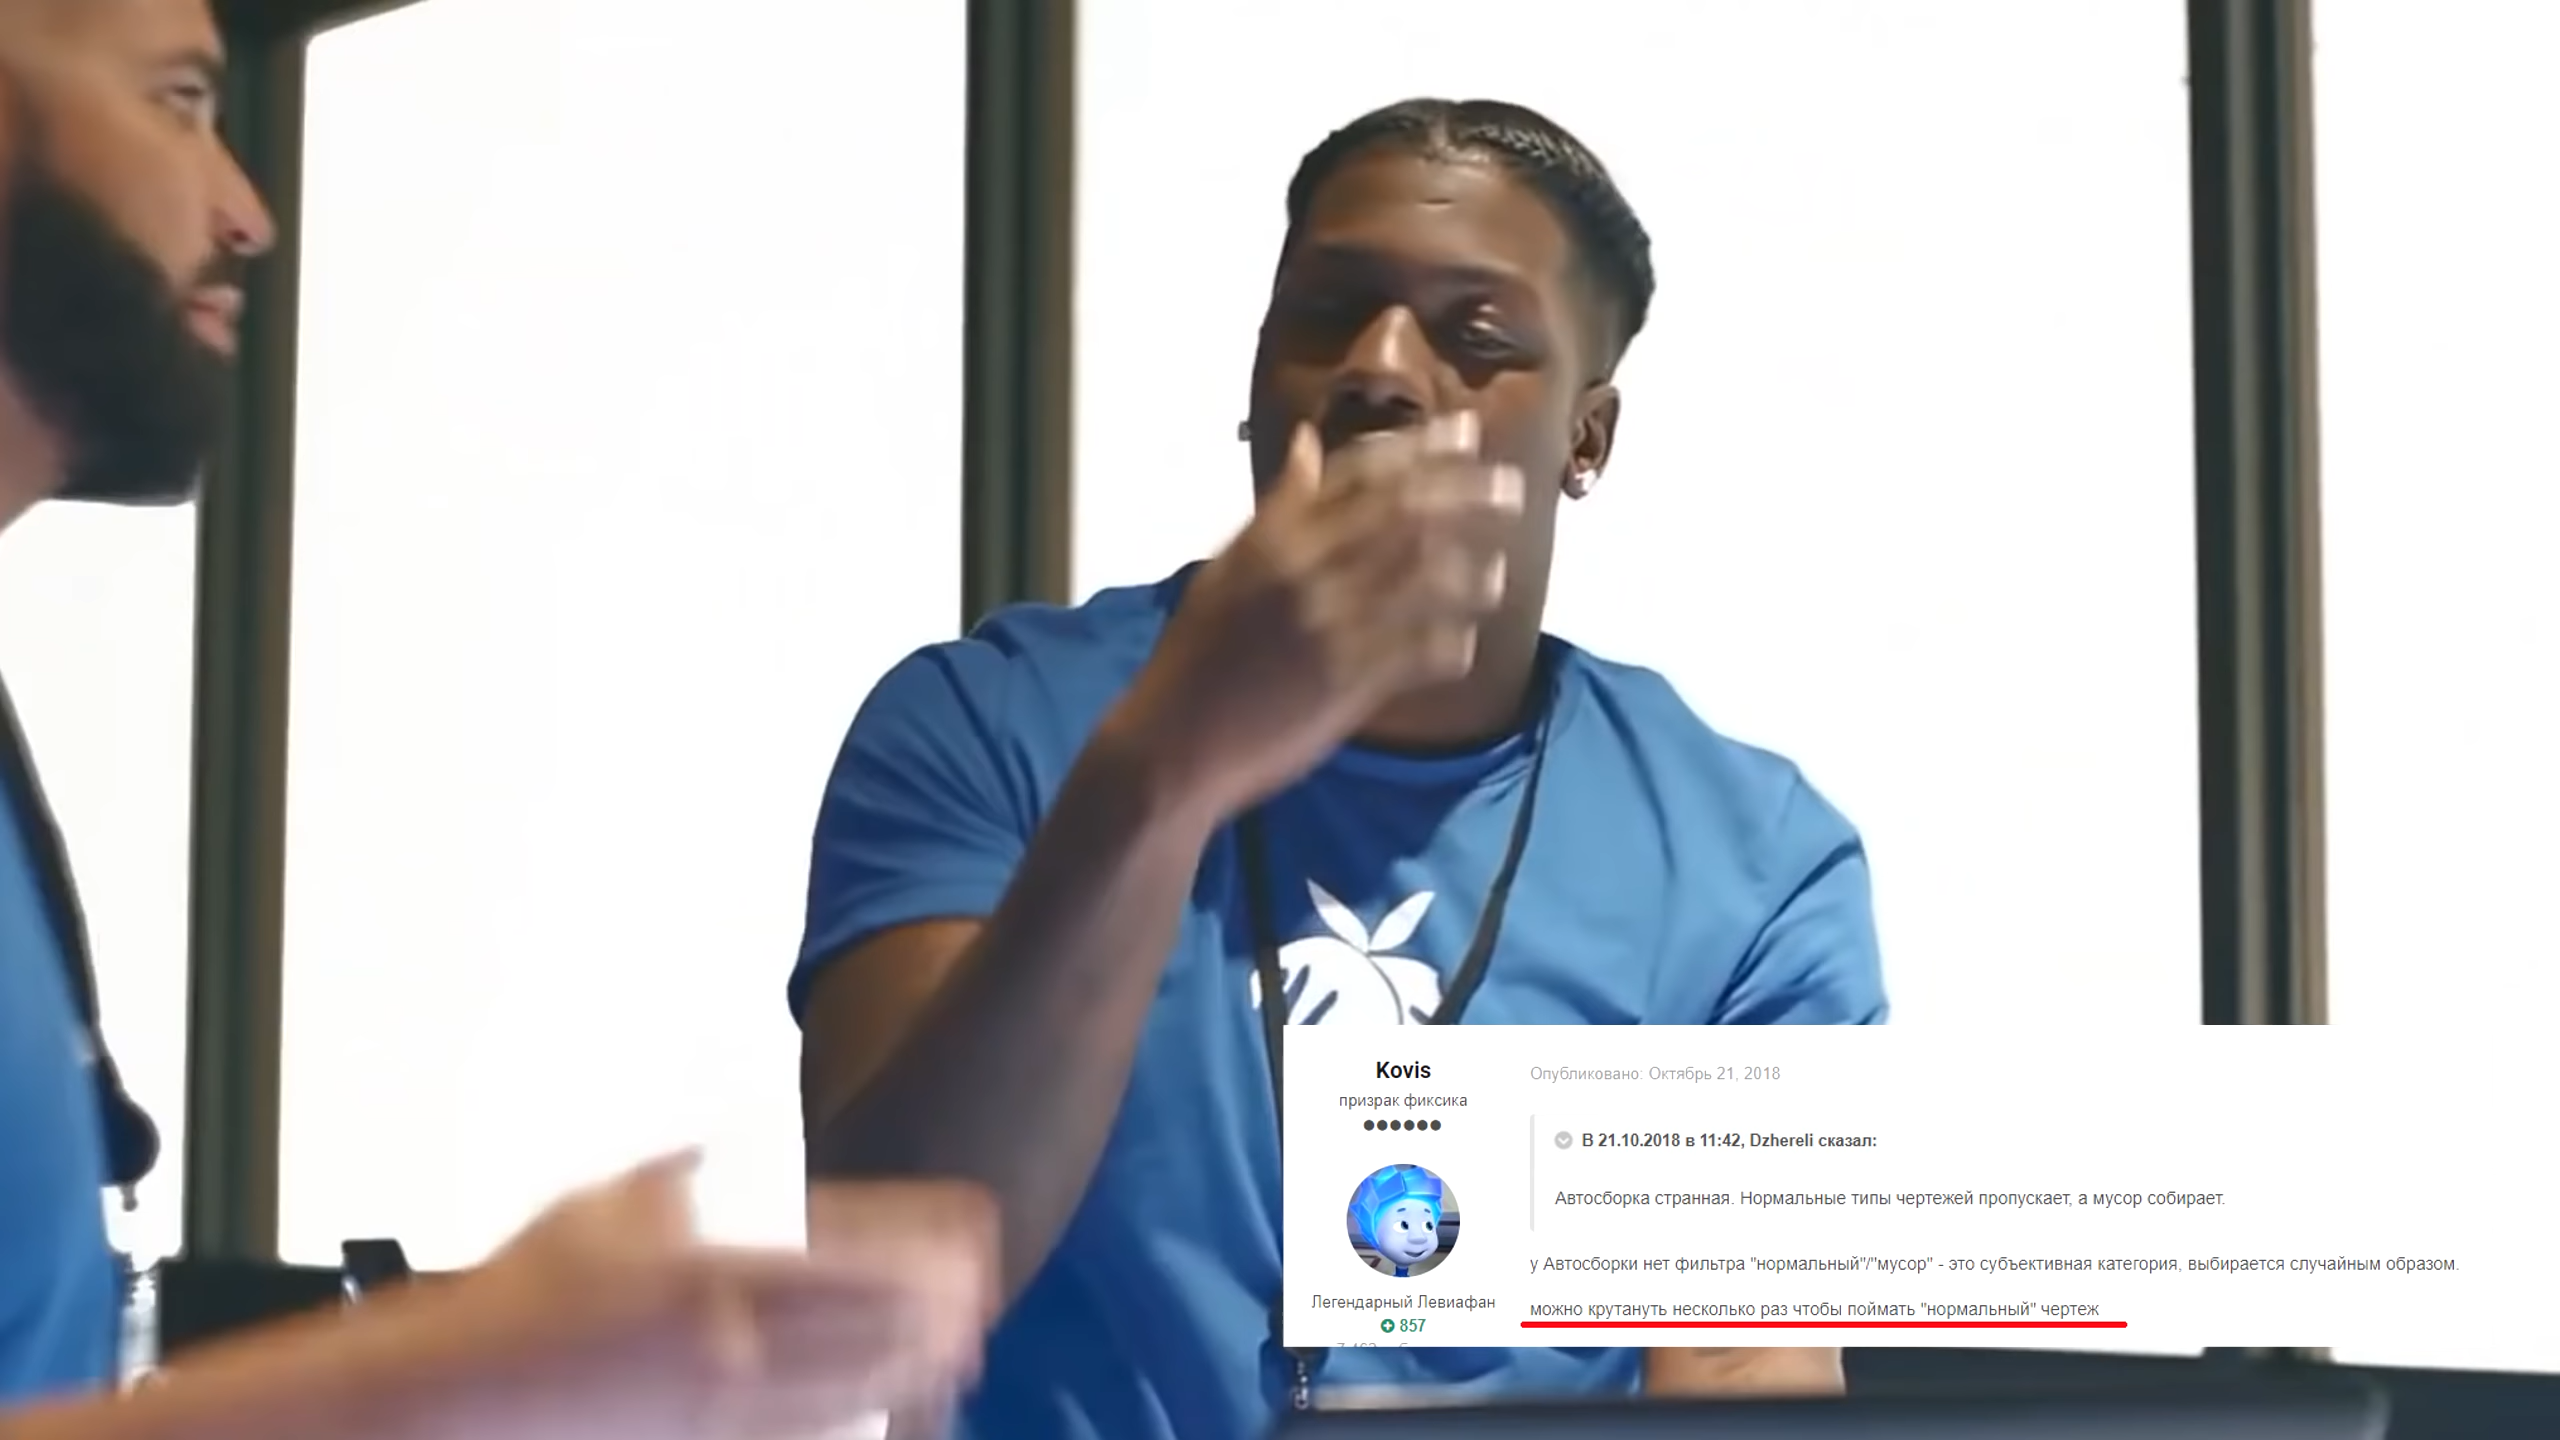 Kovis
призрак фиксика
Опубликовано: Октябрь 21, 2018
В 21.10.2018 в 11:42, Dzhereli сказал:
Автосборка странная. Нормальные типы чертежей пропускает, а мусор собирает.
у Автосборки нет фильтра "нормальный"/"мусор" - это субъективная категория, выбирается случайным образом.
можно крутануть несколько раз чтобы поймать "нормальный" чертеж
Легендарный Левиафан
857